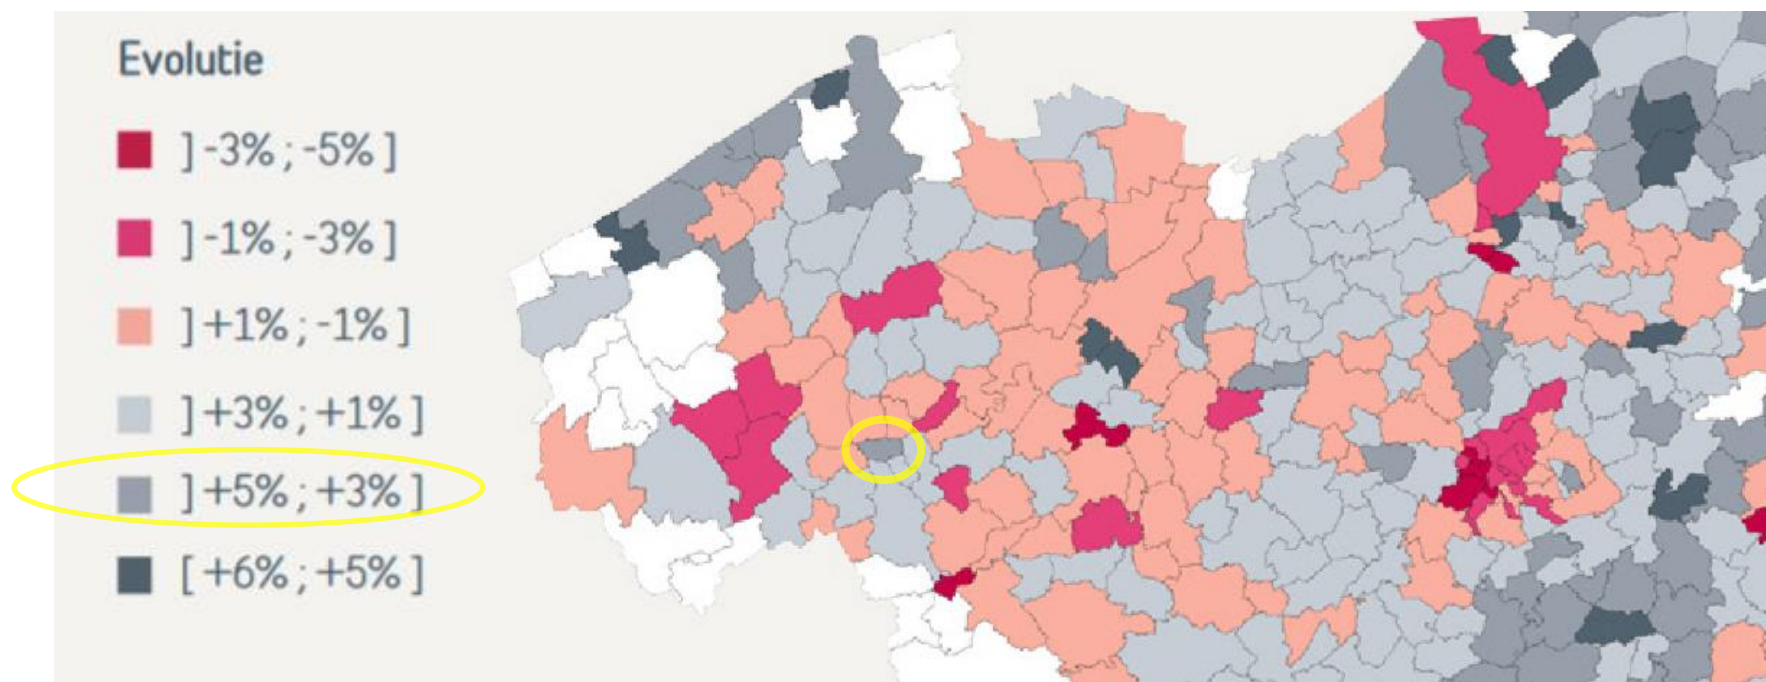 Evolutie
]-3% ; -5% ]
]-1% ; -3% ]
]+1% ; -1% ]
]+3% ; +1% ]
]+5% ; +3% ]
[+6% ; +5% ]